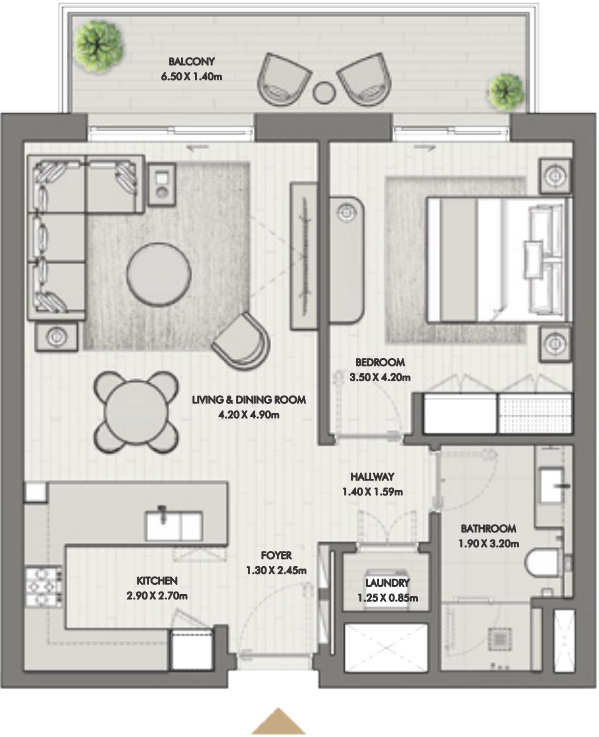 BALCONY
6.50 X 1.40m
BEDROOM
3.50 X 4.20m
LIVING & DINING ROOM
4.20 X 4.90m
HALLWAY
1.40 X 1.59m
BATHROOM
1.90 X 3.20m
FOYER
1.30 X 2.45m
KITCHEN
2.90 X 2.70m
LAUNDRY
1.25 X 0.85m